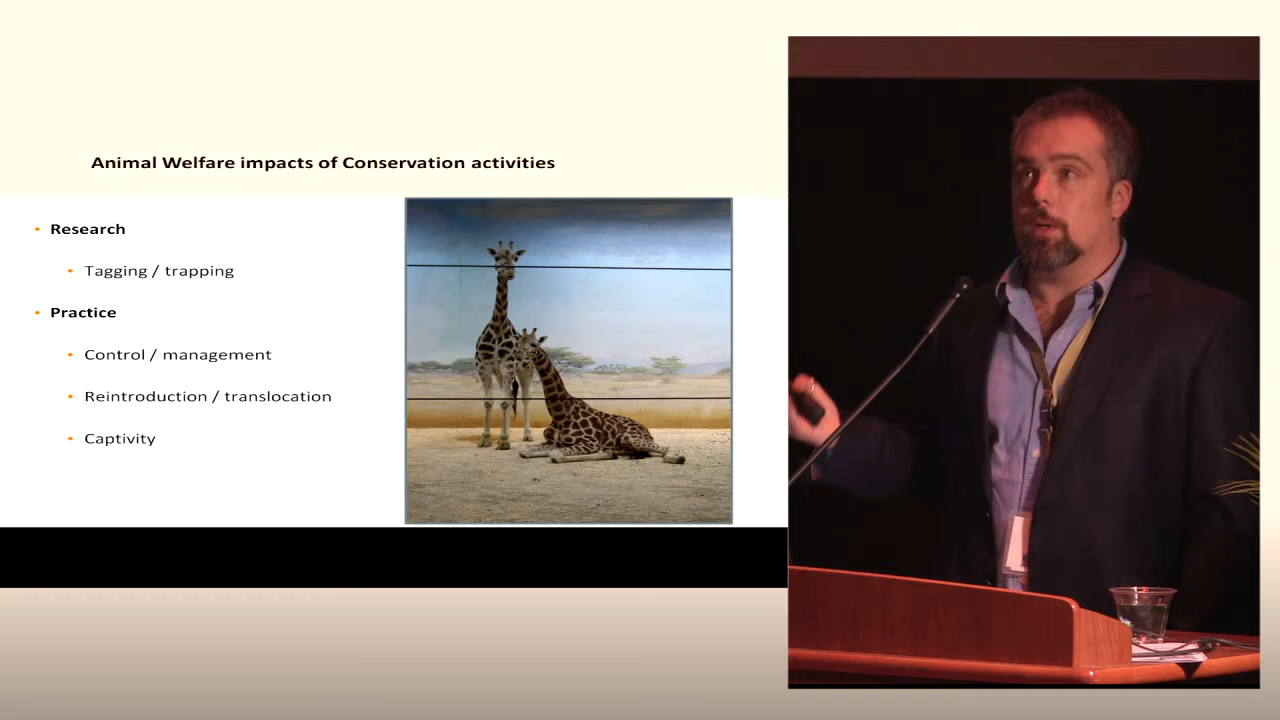 Animal Welfare impacts of Conservation activities
• Research
• Tagging / trapping
• Practice
• Control / management
• Reintroduction / translocation
• Captivity